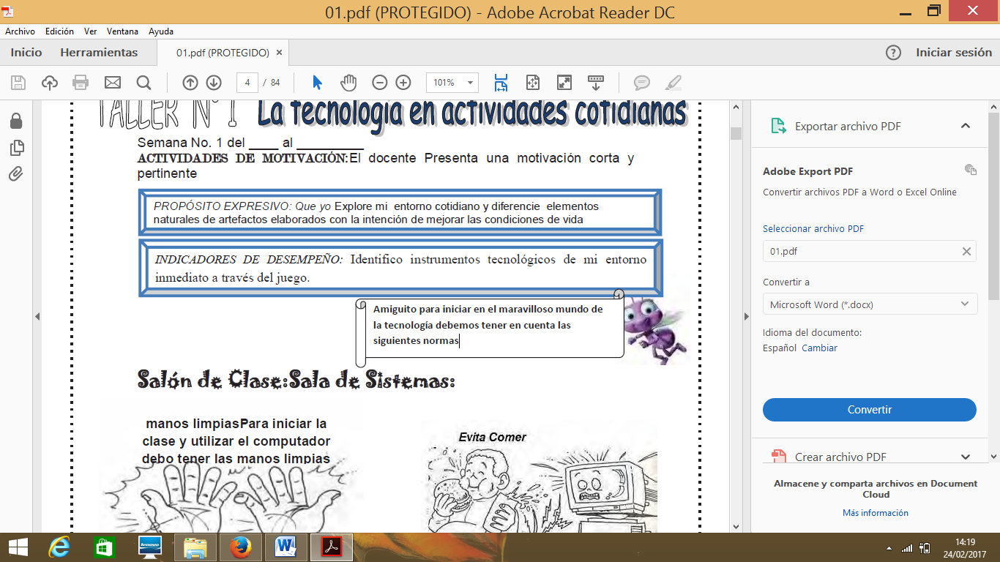 01.pdf (PROTEGIDO) - Adobe Acrobat Reader DC
Archivo Edición Ver Ventana Ayuda
Inicio Herramientas 01.pdf (PROTEGIDO) × Iniciar sesión
4 / 84 101%
TALLER N° 1 La tecnología en actividades cotidianas
Semana No. 1 del ____ al _________
ACTIVIDADES DE MOTIVACIÓN:El docente Presenta una motivación corta y
pertinente
PROPÓSITO EXPRESIVO: Que yo Explore mi entorno cotidiano y diferencie elementos
naturales de artefactos elaborados con la intención de mejorar las condiciones de vida
INDICADORES DE DESEMPEÑO: Identifico instrumentos tecnológicos de mi entorno
inmediato a través del juego.
Amiguito para iniciar en el maravilloso mundo de
la tecnología debemos tener en cuenta las
siguientes normas
Salón de Clase:Sala de Sistemas:
manos limpiasPara iniciar la
clase y utilizar el computador
debo tener las manos limpias
Evita Comer
Exportar archivo PDF
Adobe Export PDF
Convertir archivos PDF a Word o Excel Online
Seleccionar archivo PDF
01.pdf
Convertir a
Microsoft Word (*.docx)
Idioma del documento:
Español Cambiar
Convertir
Crear archivo PDF
Almacene y comparta archivos en Document
Cloud
Más información
lenovo
14:19
24/02/2017